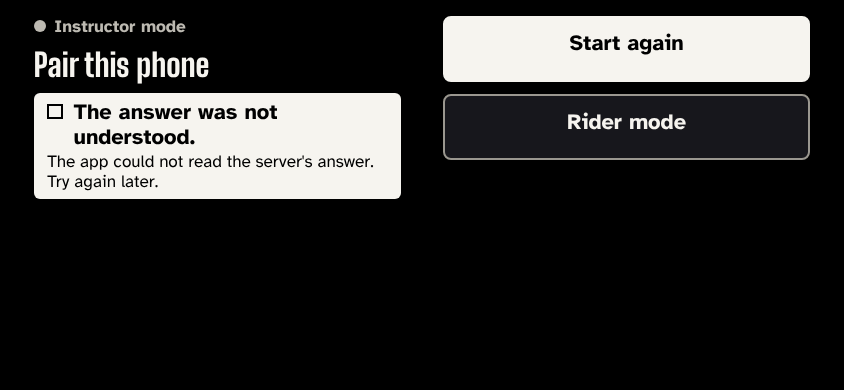 Instructor mode
Pair this phone
The answer was not
understood.
The app could not read the server's answer.
Try again later.
Start again
Rider mode